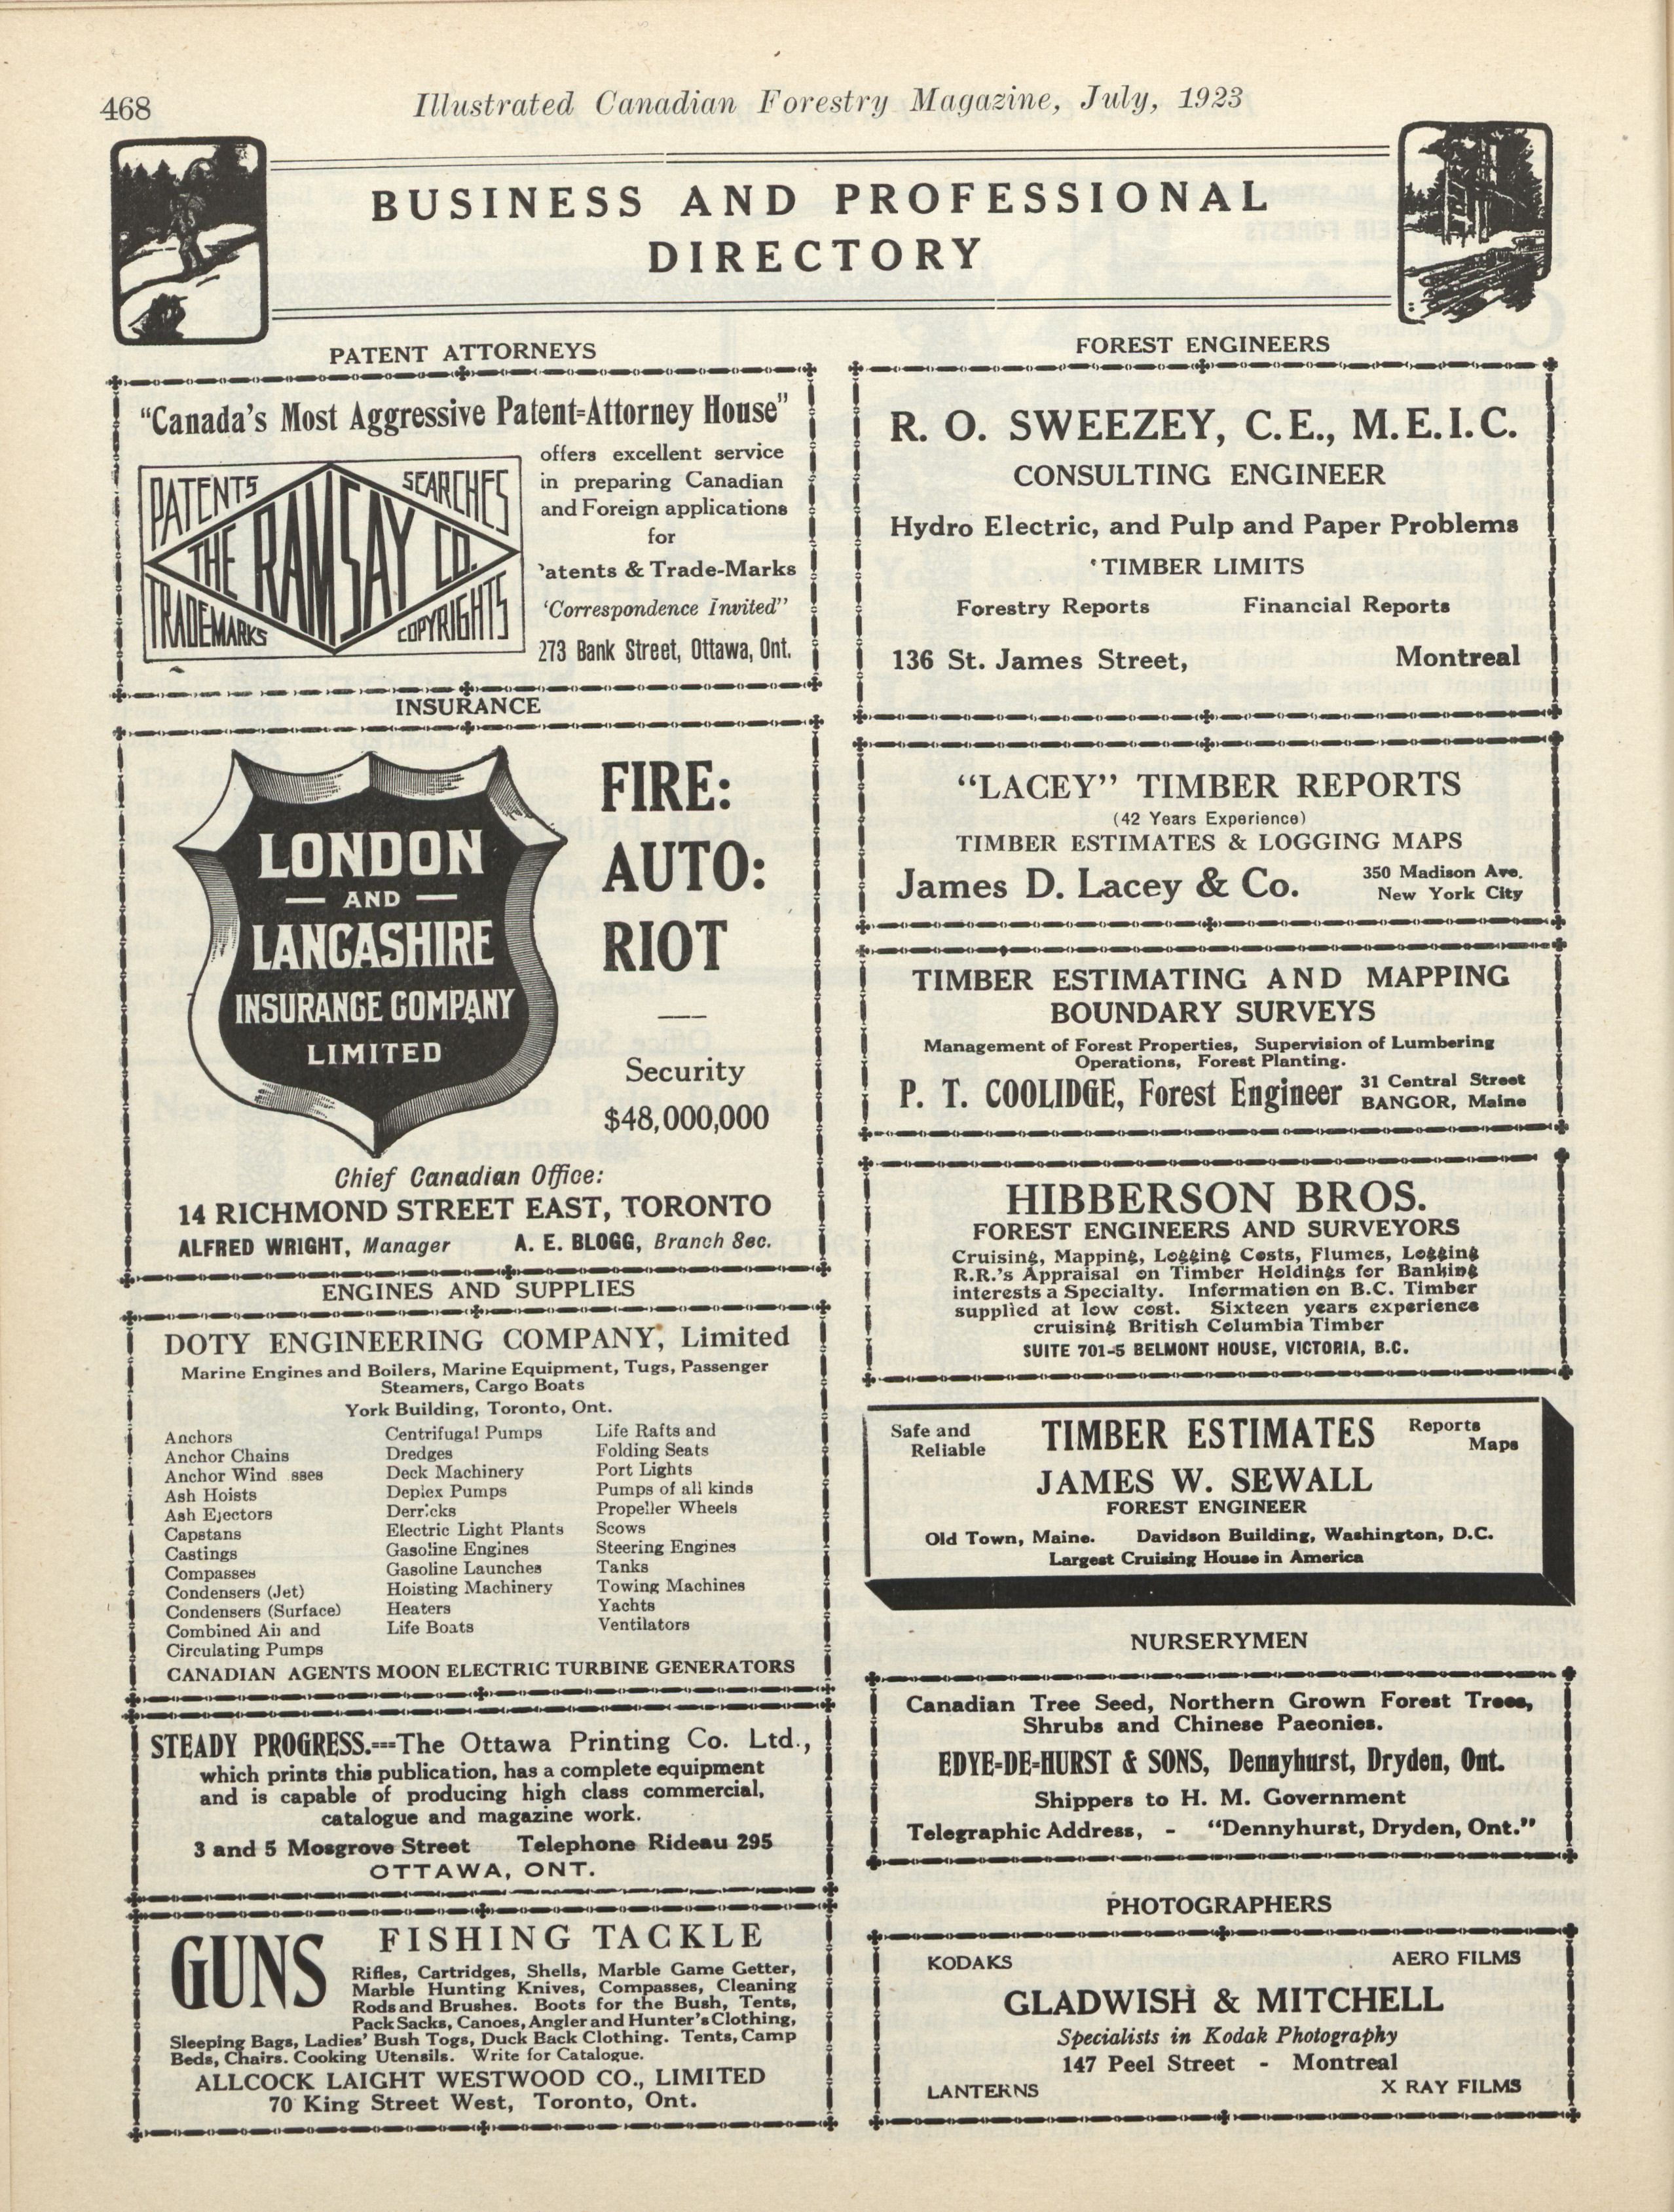 468
Illustrated Canadian Forestry Magazine, July, 1923
BUSINESS AND PROFESSIONAL
DIRECTORY
PATENT ATTORNEYS
"Canada's Most Aggressive Patent=Attorney House"
PATENTS
SEARCHES
THE RAMSAY CO.
TRADEMARKS
COPYRIGHTS
offers excellent service
in preparing Canadian
and Foreign applications
for
'atents & Trade-Marks
'Correspondence Invited"
273 Bank Street, Ottawa, Ont.
INSURANCE
LONDON
— AND —
LANCASHIRE
INSURANCE COMPANY
LIMITED
FIRE:
AUTO:
RIOT
Security
$48,000,000
Chief Canadian Office:
14 RICHMOND STREET EAST, TORONTO
ALFRED WRIGHT, Manager A. E. BLOGG, Branch Sec.
ENGINES AND SUPPLIES
DOTY ENGINEERING COMPANY, Limited
Marine Engines and Boilers, Marine Equipment, Tugs, Passenger
Steamers, Cargo Boats
York Building, Toronto, Ont.
Anchors
Anchor Chains
Anchor Wind sses
Ash Hoists
Ash Ejectors
Capstans
Castings
Compasses
Condensers (Jet)
Condensers (Surface)
Combined Air and
Circulating Pumps
Centrifugal Pumps
Dredges
Deck Machinery
Deplex Pumps
Derricks
Electric Light Plants
Gasoline Engines
Gasoline Launches
Hoisting Machinery
Heaters
Life Boats
Life Rafts and
Folding Seats
Port Lights
Pumps of all kinds
Propeller Wheels
Scows
Steering Engines
Tanks
Towing Machines
Yachts
Ventilators
CANADIAN AGENTS MOON ELECTRIC TURBINE GENERATORS
STEADY PROGRESS.==The Ottawa Printing Co. Ltd.,
which prints this publication, has a complete equipment
and is capable of producing high class commercial,
catalogue and magazine work.
3 and 5 Mosgrove Street Telephone Rideau 295
OTTAWA, ONT.
GUNS
FISHING TACKLE
Rifles, Cartridges, Shells, Marble Game Getter,
Marble Hunting Knives, Compasses, Cleaning
Rods and Brushes. Boots for the Bush, Tents,
Pack Sacks, Canoes, Angler and Hunter's Clothing,
Sleeping Bags, Ladies' Bush Togs, Duck Back Clothing. Tents, Camp
Beds, Chairs. Cooking Utensils. Write for Catalogue.
ALLCOCK LAIGHT WESTWOOD CO., LIMITED
70 King Street West, Toronto, Ont.
FOREST ENGINEERS
R. O. SWEEZEY, C.E., M.E.I.C.
CONSULTING ENGINEER
Hydro Electric, and Pulp and Paper Problems
'TIMBER LIMITS
Forestry Reports Financial Reports
136 St. James Street, Montreal
"LACEY" TIMBER REPORTS
(42 Years Experience)
TIMBER ESTIMATES & LOGGING MAPS
James D. Lacey & Co.
350 Madison Ave.
New York City
TIMBER ESTIMATING AND MAPPING
BOUNDARY SURVEYS
Management of Forest Properties, Supervision of Lumbering
Operations, Forest Planting.
P. T. COOLIDGE, Forest Engineer
31 Central Street
BANGOR, Maine
HIBBERSON BROS.
FOREST ENGINEERS AND SURVEYORS
Cruising, Mapping, Logging Costs, Flumes, Logging
R.R.'s Appraisal on Timber Holdings for Banking
interests a Specialty. Information on B.C. Timber
supplied at low cost. Sixteen years experience
cruising British Columbia Timber
SUITE 701-5 BELMONT HOUSE, VICTORIA, B.C.
Safe and
Reliable
TIMBER ESTIMATES
Reports
Maps
JAMES W. SEWALL
FOREST ENGINEER
Old Town, Maine. Davidson Building, Washington, D.C.
Largest Cruising House in America
NURSERYMEN
Canadian Tree Seed, Northern Grown Forest Trees,
Shrubs and Chinese Paeonies.
EDYE=DE=HURST & SONS, Dennyhurst, Dryden, Ont.
Shippers to H. M. Government
Telegraphic Address, - "Dennyhurst, Dryden, Ont."
PHOTOGRAPHERS
KODAKS AERO FILMS
GLADWISH & MITCHELL
Specialists in Kodak Photography
147 Peel Street - Montreal
LANTERNS X RAY FILMS